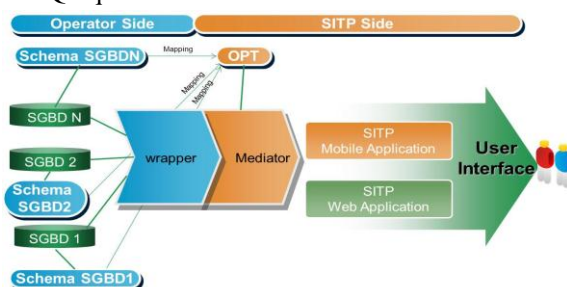 Operator Side
SITP Side
Schema SGBDN
Mapping
OPT
Mapping
Mapping
SGBD N
SGBD 2
Schema
SGBD2
SGBD 1
Schema SGBD1
wrapper
Mediator
SITP
Mobile Application
SITP
Web Application
User
Interface